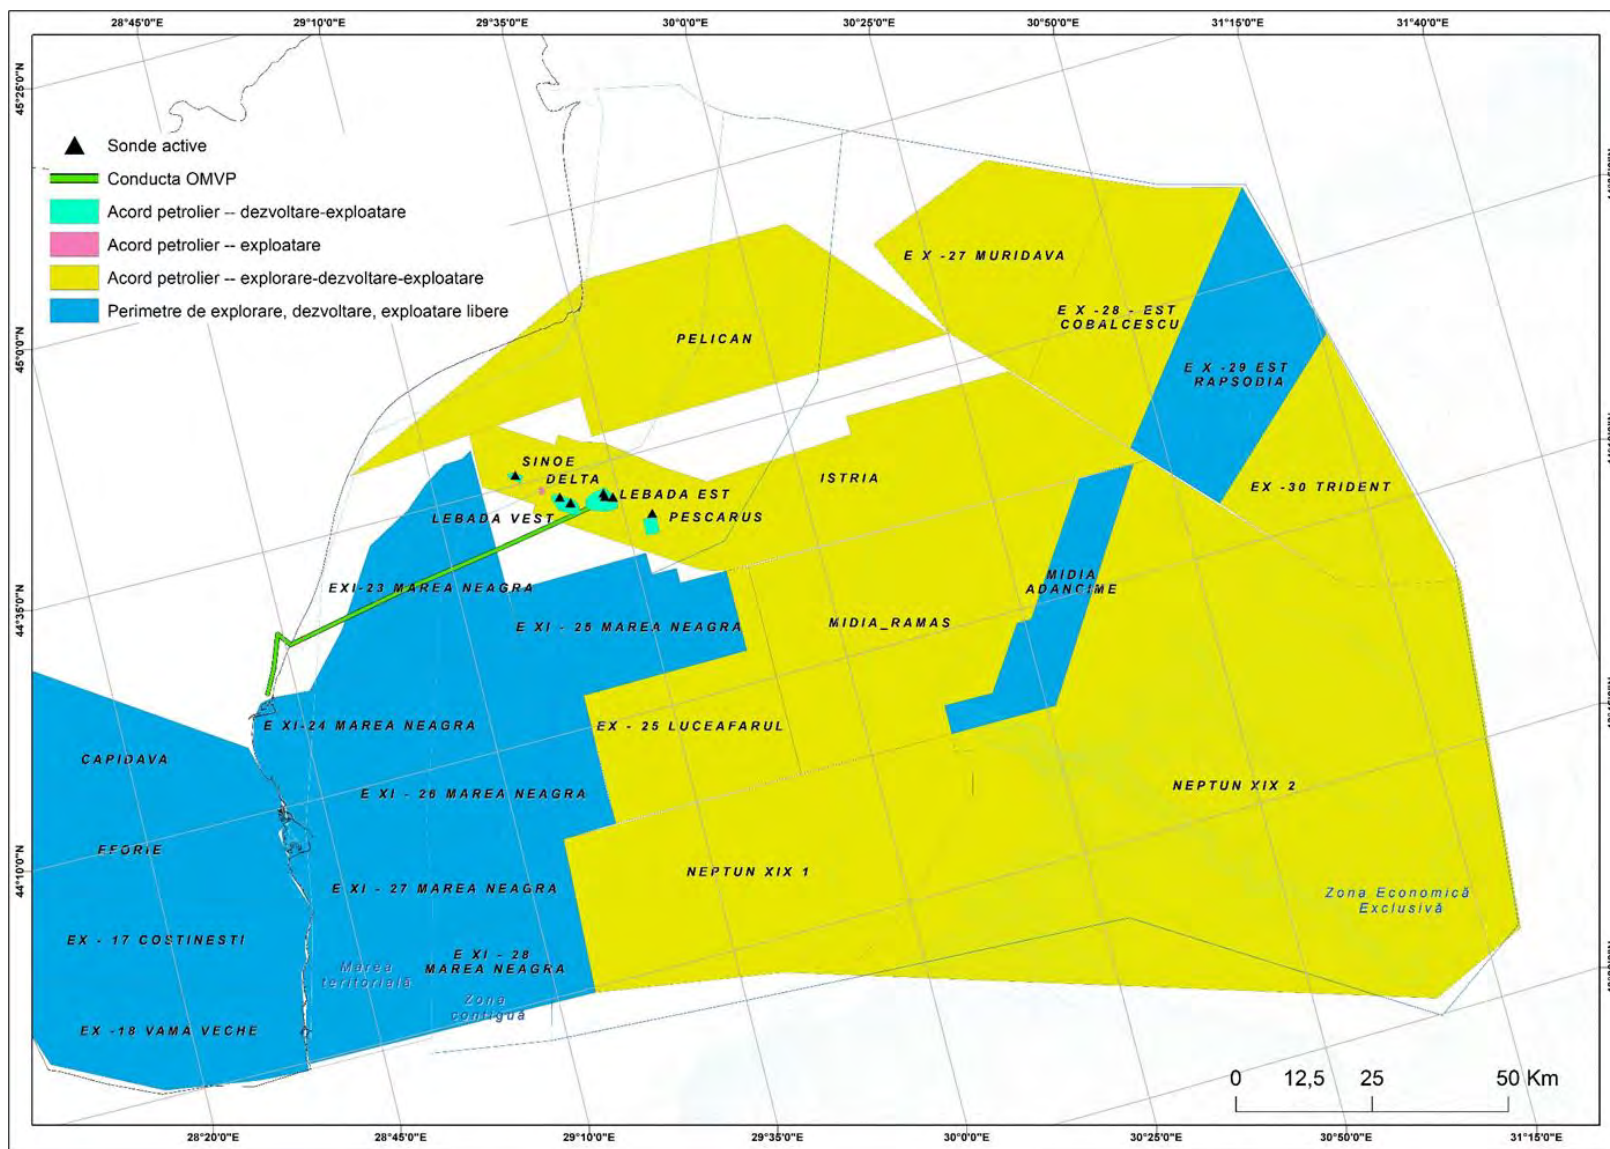 28°45'0"E 29°10'0"E 29°35'0"E 30°0'0"E 30°25'0"E 30°50'0"E 31°15'0"E 31°40'0"E
45°25'0"N
45°0'0"N
44°35'0"N
44°10'0"N
Sonde active
Conducta OMVP
Acord petrolier -- dezvoltare-exploatare
Acord petrolier -- exploatare
Acord petrolier -- explorare-dezvoltare-exploatare
Perimetre de explorare, dezvoltare, exploatare libere
E X -27 MURIDAVA
E X -28 - EST
COBALCESCU
PELICAN
E X -29 EST
RAPSODIA
SINOE
DELTA
LEBADA EST
ISTRIA
EX -30 TRIDENT
LEBADA VEST
PESCARUS
EXI-23 MAREA NEAGRA
MIDIA
ADANCIME
E XI - 25 MAREA NEAGRA
MIDIA_RAMAS
E XI-24 MAREA NEAGRA
EX - 25 LUCEAFARUL
CAPIDAVA
E XI - 26 MAREA NEAGRA
NEPTUN XIX 2
EFORIE
NEPTUN XIX 1
E XI - 27 MAREA NEAGRA
Zona Economică
Exclusivă
EX - 17 COSTINESTI
E XI - 28
MAREA NEAGRA
Marea
teritorială
Zona
contiguă
EX -18 VAMA VECHE
0 12,5 25 50 Km
28°20'0"E 28°45'0"E 29°10'0"E 29°35'0"E 30°0'0"E 30°25'0"E 30°50'0"E 31°15'0"E